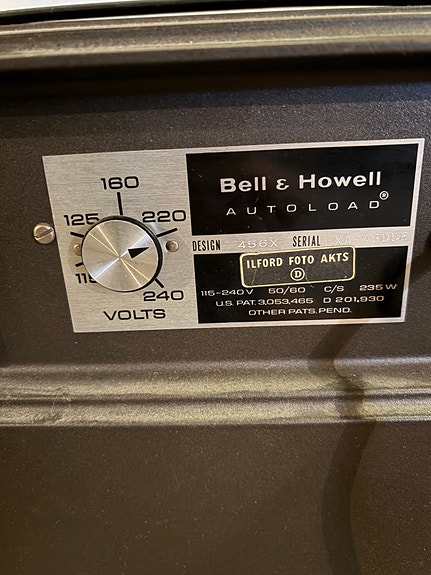 160
125
220
115
240
VOLTS
Bell & Howell
AUTOLOAD®
DESIGN 456X SERIAL
ILFORD FOTO AKTS
D
115-240V 50/60 C/S 235W
U.S. PAT. 3,053,465 D 201,930
OTHER PATS. PEND.